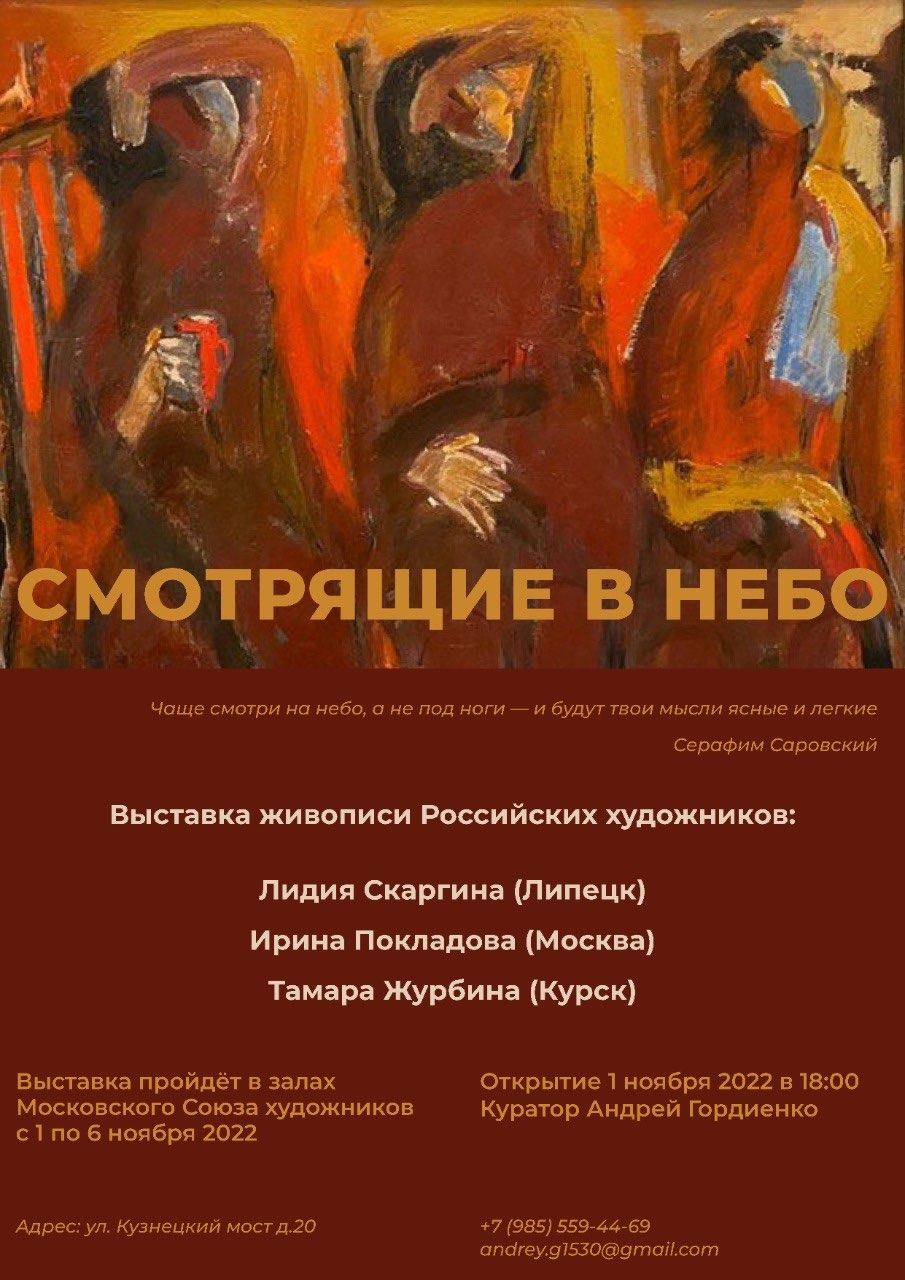 СМОТРЯЩИЕ В НЕБО
Чаще смотри на небо, а не под ноги — и будут твои мысли ясные и легкие
Серафим Саровский
Выставка живописи Российских художников:
Лидия Скаргина (Липецк)
Ирина Покладова (Москва)
Тамара Журбина (Курск)
Выставка пройдёт в залах
Московского Союза художников
с 1 по 6 ноября 2022
Открытие 1 ноября 2022 в 18:00
Куратор Андрей Гордиенко
Адрес: ул. Кузнецкий мост д.20
+7 (985) 559-44-69
andrey.g1530@gmail.com